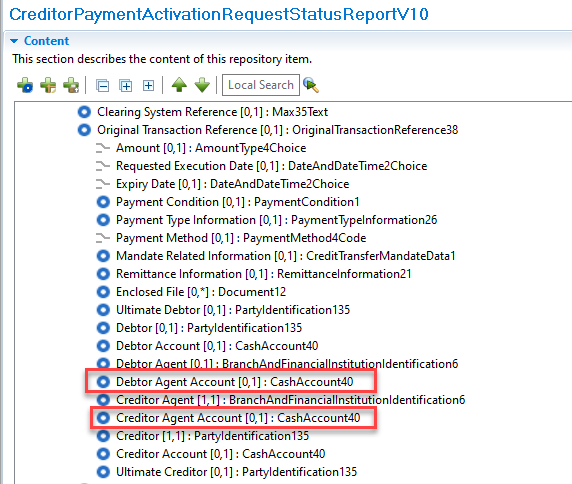 CreditorPaymentActivationRequestStatusReportV10
Content
This section describes the content of this repository item.
Local Search
Clearing System Reference [0,1] : Max35Text
Original Transaction Reference [0,1] : OriginalTransactionReference38
Amount [0,1] : AmountType4Choice
Requested Execution Date [0,1] : DateAndDateTime2Choice
Expiry Date [0,1] : DateAndDateTime2Choice
Payment Condition [0,1] : PaymentCondition1
Payment Type Information [0,1] : PaymentTypeInformation26
Payment Method [0,1] : PaymentMethod4Code
Mandate Related Information [0,1] : CreditTransferMandateData1
Remittance Information [0,1] : RemittanceInformation21
Enclosed File [0,*] : Document12
Ultimate Debtor [0,1] : PartyIdentification135
Debtor [0,1] : PartyIdentification135
Debtor Account [0,1] : CashAccount40
Debtor Agent [0,1] : BranchAndFinancialInstitutionIdentification6
Debtor Agent Account [0,1] : CashAccount40
Creditor Agent [1,1] : BranchAndFinancialInstitutionIdentification6
Creditor Agent Account [0,1] : CashAccount40
Creditor [1,1] : PartyIdentification135
Creditor Account [0,1] : CashAccount40
Ultimate Creditor [0,1] : PartyIdentification135